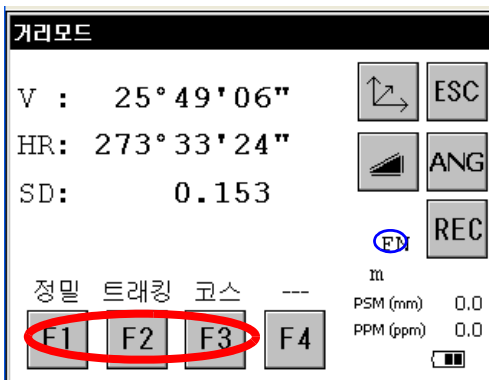 거리모드
V : 25°49'06"
HR: 273°33'24"
SD: 0.153
ESC
ANG
REC
FN
m
정밀 트래킹 코스 ---
F1 F2 F3 F4
PSM (mm) 0.0
PPM (ppm) 0.0